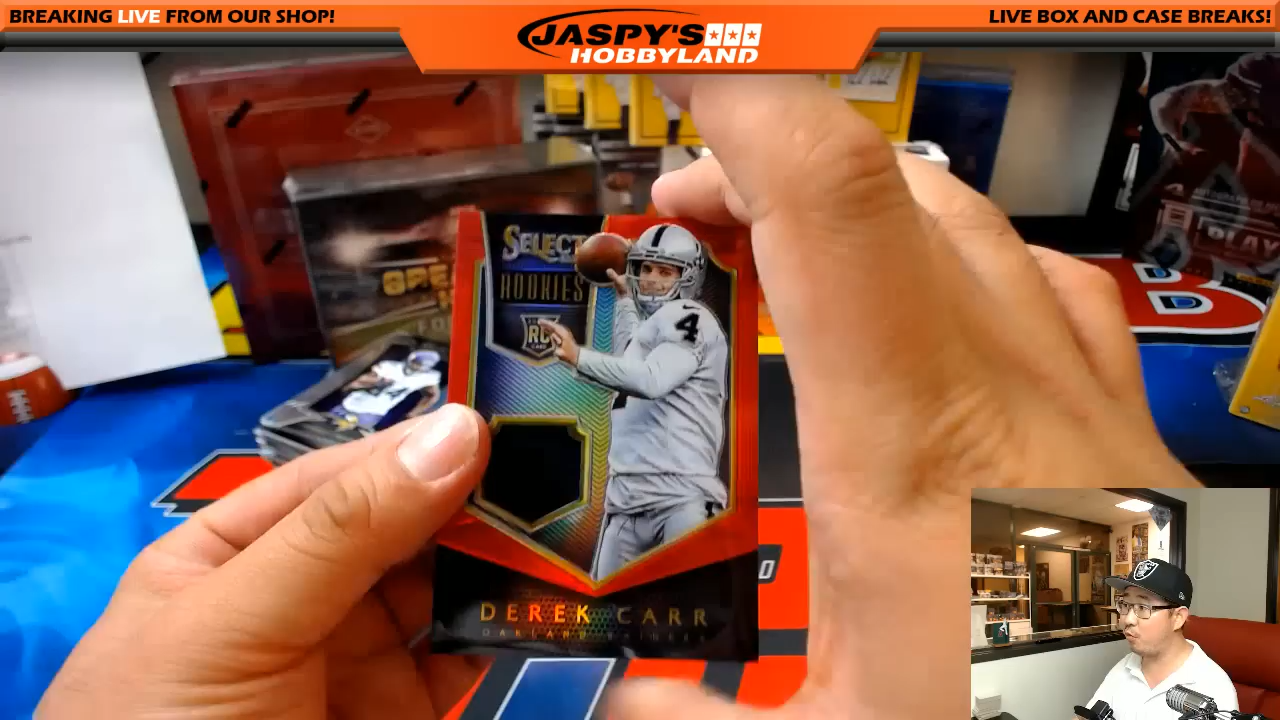 BREAKING LIVE FROM OUR SHOP!
JASPY'S
HOBBYLAND
LIVE BOX AND CASE BREAKS!
SELECT
ROOKIES
RC
4
DEREK CARR
OAKLAND RAIDERS
PLAY